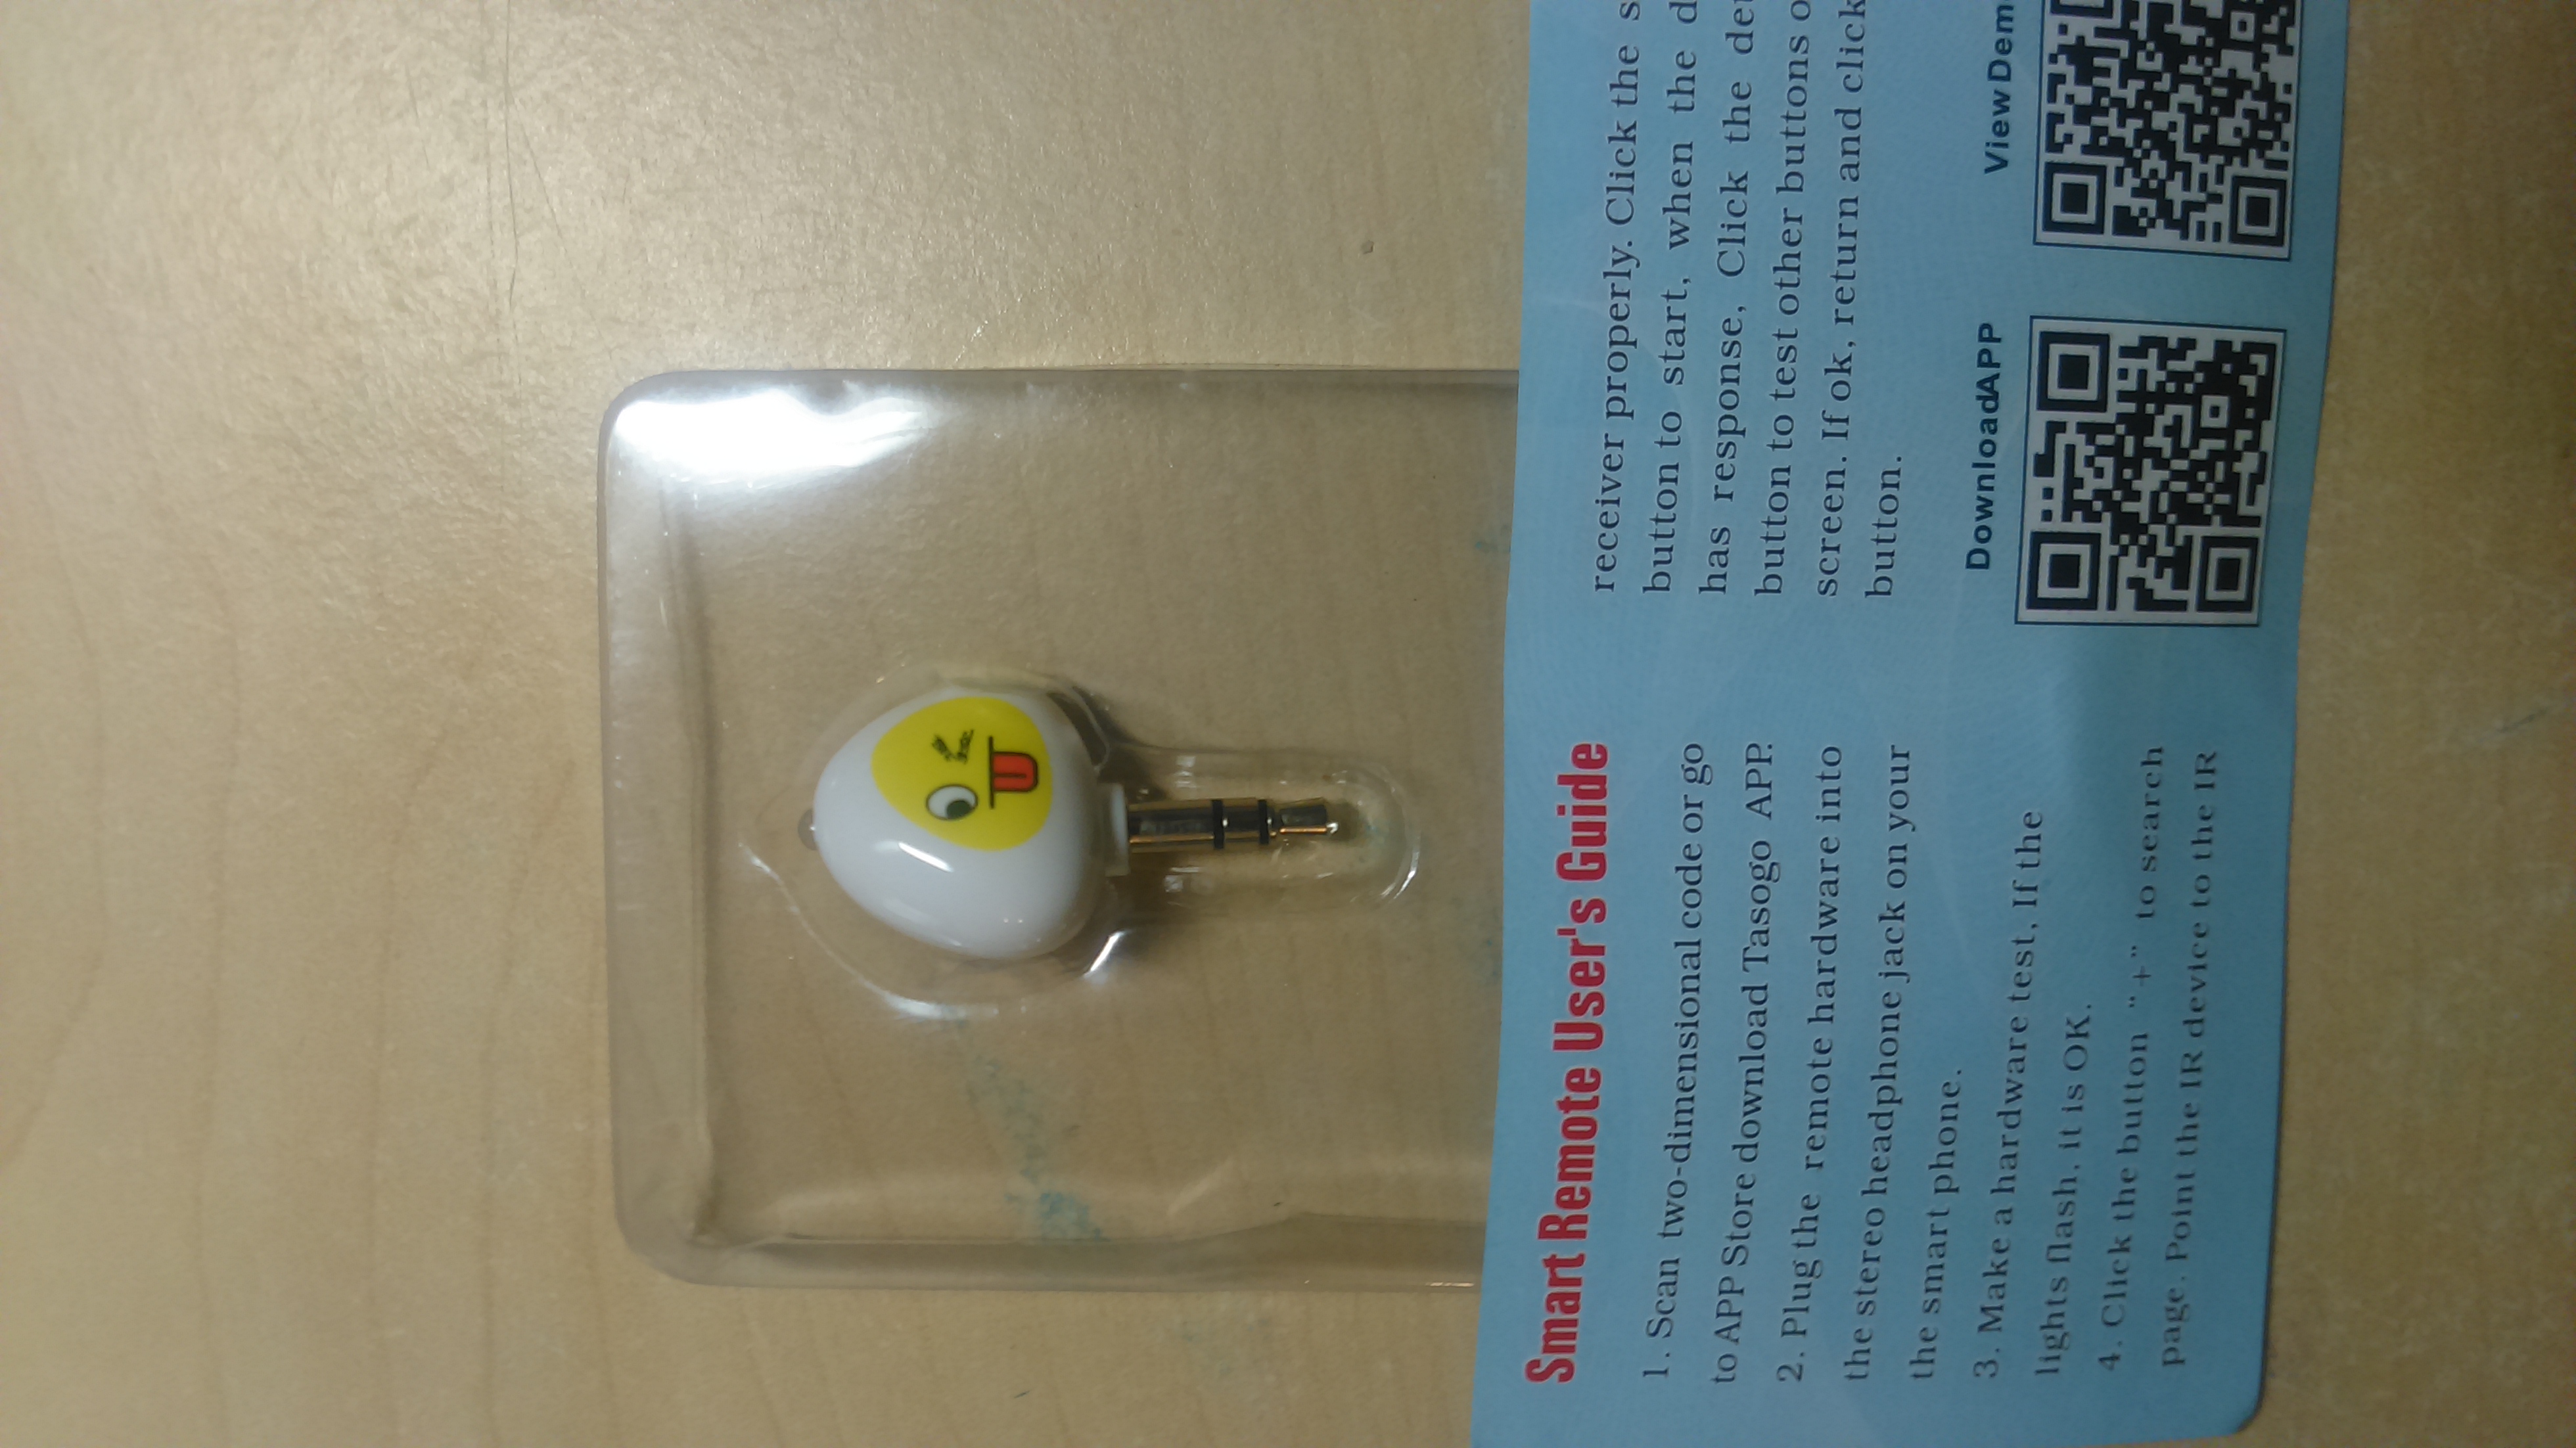 Smart Remote User's Guide
1. Scan two-dimensional code or go
to APP Store download Tasogo APP.
2. Plug the remote hardware into
the stereo headphone jack on your
the smart phone.
3. Make a hardware test, If the
lights flash, it is OK.
4. Click the button "+" to search
page. Point the IR device to the IR
receiver properly. Click the s
button to start, when the d
has response, Click the de
button to test other buttons o
screen. If ok, return and click
button.
DownloadAPP
View Dem